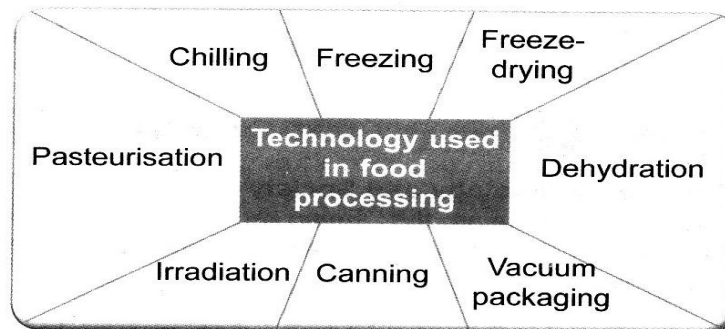 Chilling
Freezing
Freeze-
drying
Pasteurisation
Technology used
in food
processing
Dehydration
Irradiation
Canning
Vacuum
packaging